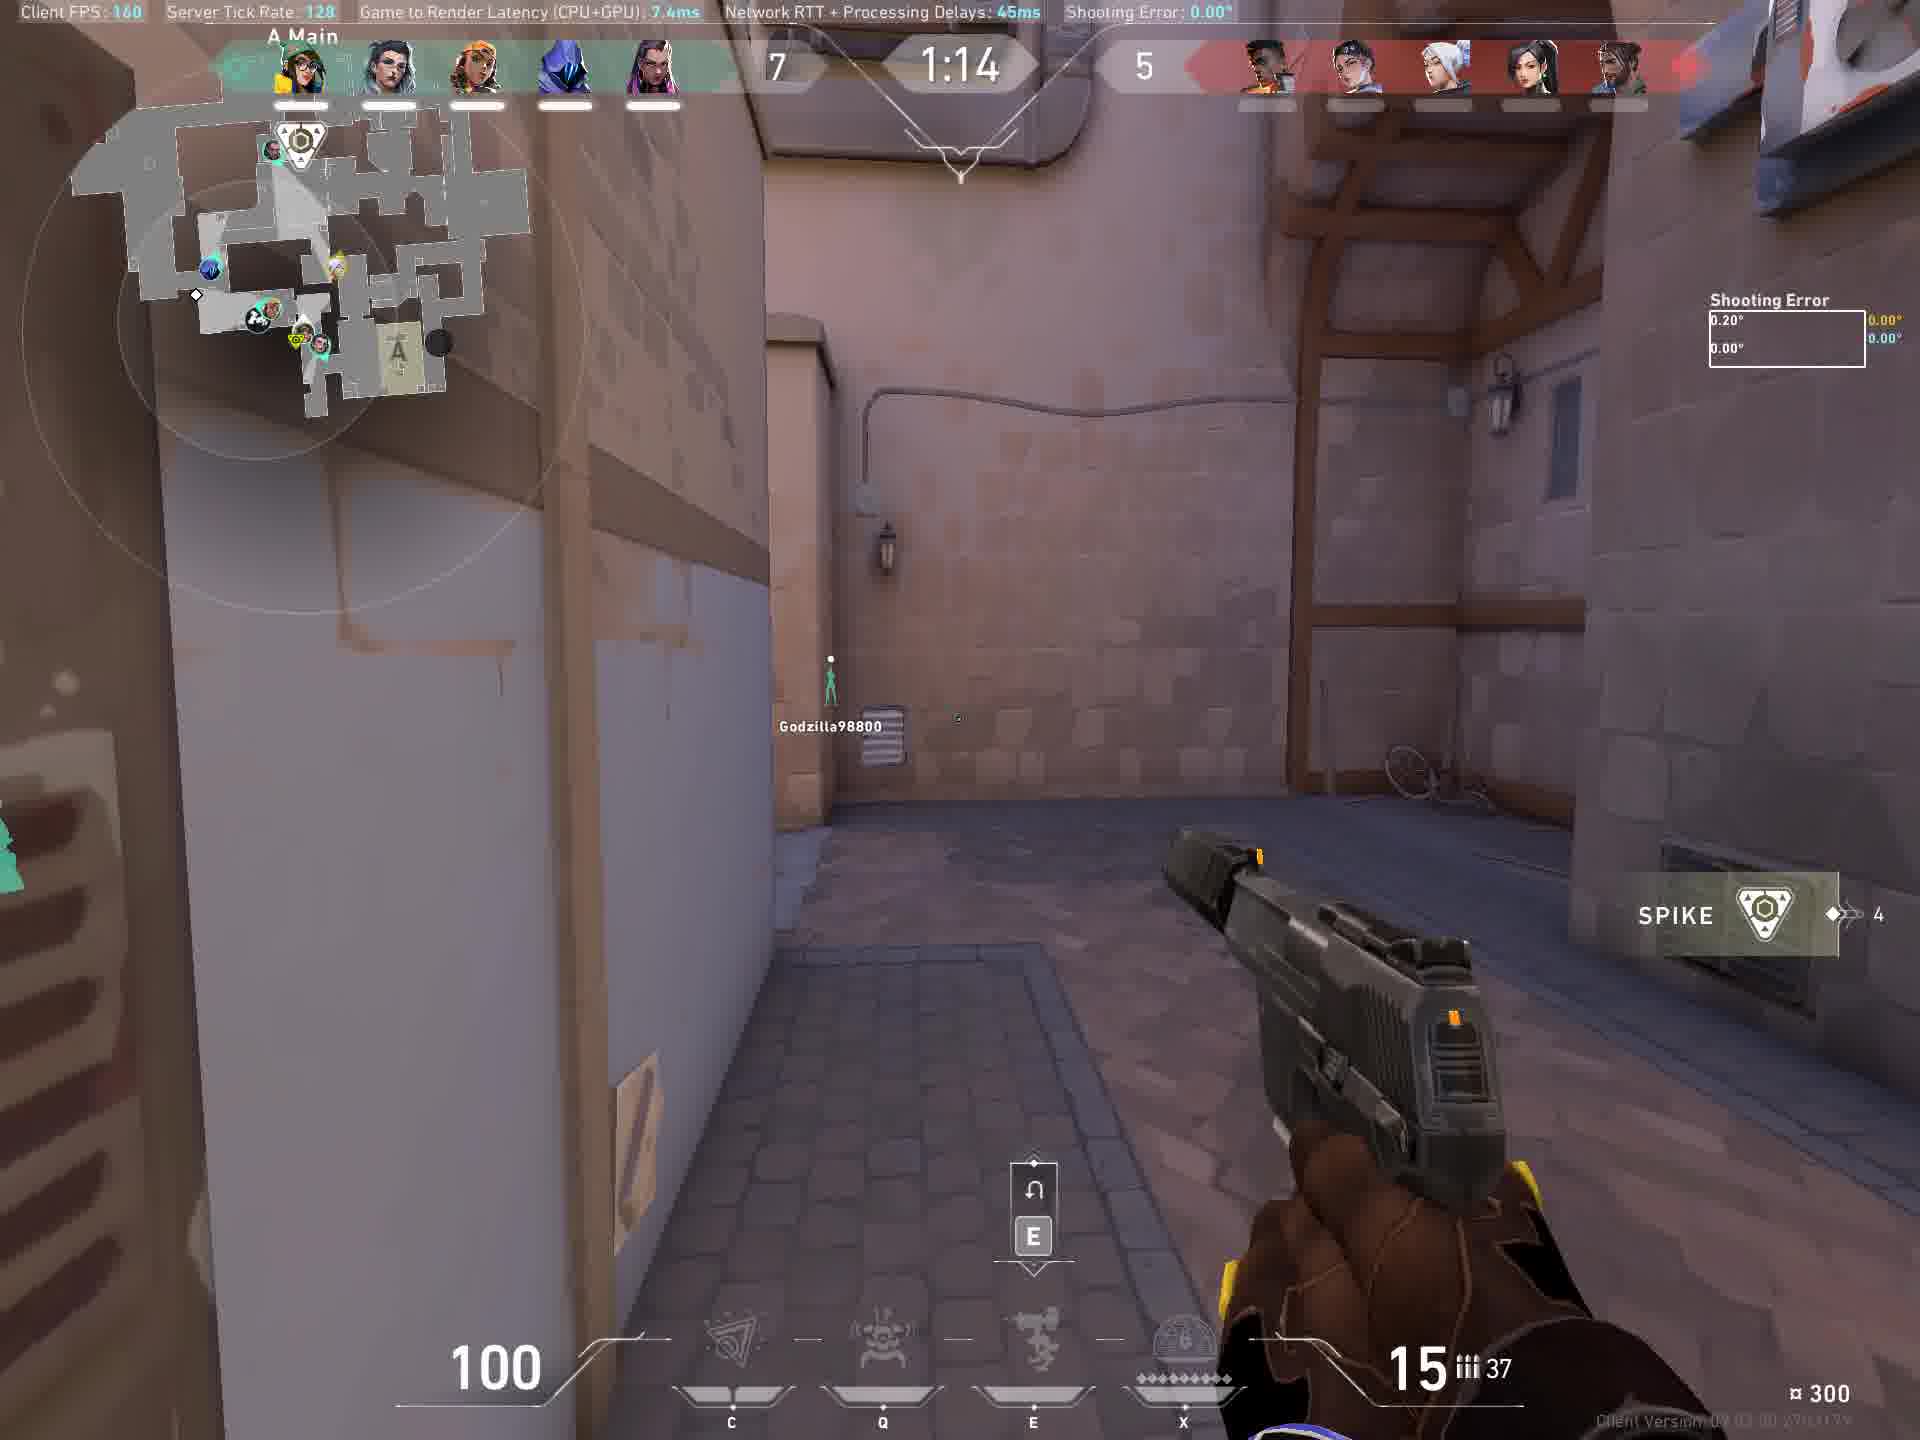 Client FPS: 160 Server Tick Rate: 128 Game to Render Latency (CPU+GPU): 7.4ms Network RTT + Processing Delays: 45ms Shooting Error: 0.00°
A Main
7 1:14 5
A
Shooting Error
0.20° 0.00°
0.00°
0.00°
Godzilla98800
SPIKE 4
E
100 15 37
300
C Q E X